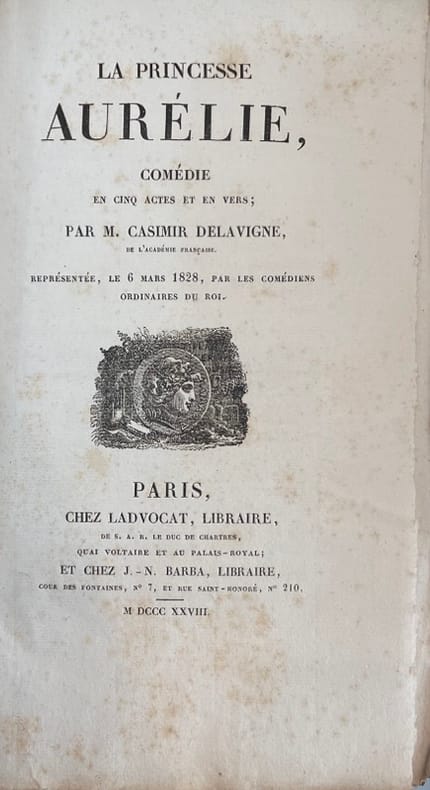 LA PRINCESSE
AURÉLIE,
COMÉDIE
EN CINQ ACTES ET EN VERS;
PAR M. CASIMIR DELAVIGNE,
DE L'ACADÉMIE FRANÇAISE.
REPRÉSENTÉE, LE 6 MARS 1828, PAR LES COMÉDIENS
ORDINAIRES DU ROI.
PARIS,
CHEZ LADVOCAT, LIBRAIRE,
DE S. A. R. LE DUC DE CHARTRES,
QUAI VOLTAIRE ET AU PALAIS-ROYAL;
ET CHEZ J.-N. BARBA, LIBRAIRE,
COUR DES FONTAINES, N° 7, ET RUE SAINT-HONORÉ, N° 210.
M DCCC XXVIII.